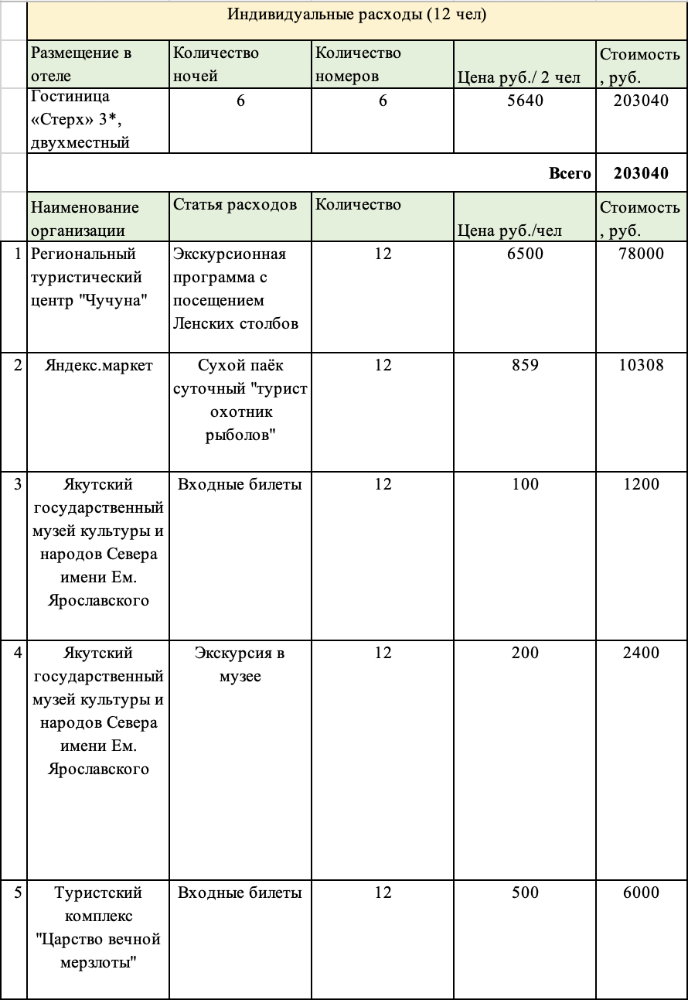 Индивидуальные расходы (12 чел)
Размещение в
отеле
Количество
ночей
Количество
номеров
Цена руб./ 2 чел
Стоимость
, руб.
Гостиница
«Стерх» 3*,
двухместный
6
6
5640
203040
Всего
203040
Наименование
организации
Статья расходов
Количество
Цена руб./чел
Стоимость
, руб.
1
Региональный
туристический
центр "Чучуна"
Экскурсионная
программа с
посещением
Ленских столбов
12
6500
78000
2
Яндекс.маркет
Сухой паёк
суточный "турист
охотник
рыболов"
12
859
10308
3
Якутский
государственный
музей культуры и
народов Севера
имени Ем.
Ярославского
Входные билеты
12
100
1200
4
Якутский
государственный
музей культуры и
народов Севера
имени Ем.
Ярославского
Экскурсия в
музее
12
200
2400
5
Туристский
комплекс
"Царство вечной
мерзлоты"
Входные билеты
12
500
6000